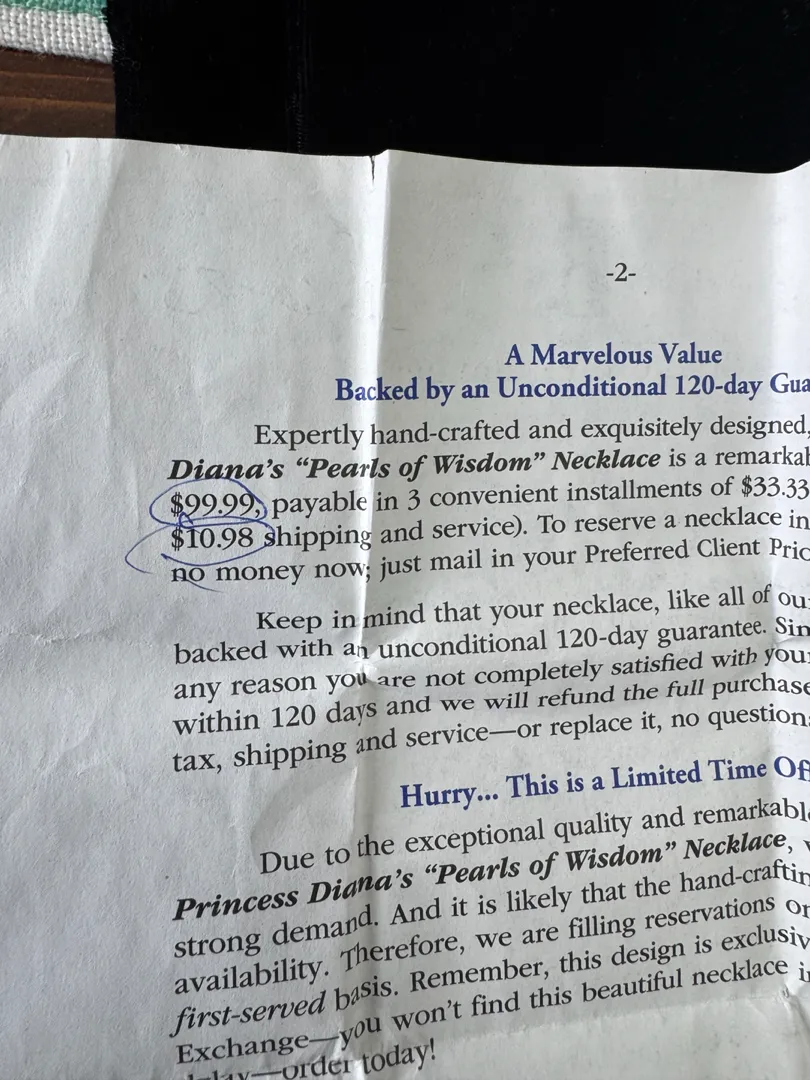 -2-
A Marvelous Value
Backed by an Unconditional 120-day Gua
Expertly hand-crafted and exquisitely designed,
Diana's "Pearls of Wisdom" Necklace is a remarka
$99.99, payable in 3 convenient installments of $33.33
$10.98 shipping and service). To reserve a necklace in
no money now; just mail in your Preferred Client Pric
Keep in mind that your necklace, like all of ou
backed with an unconditional 120-day guarantee. Sim
any reason you are not completely satisfied with your
within 120 days and we will refund the full purchase
tax, shipping and service—or replace it, no question
Hurry... This is a Limited Time Of
Due to the exceptional quality and remarkabl
Princess Diana's "Pearls of Wisdom" Necklace,
strong demand. And it is likely that the hand-craftin
availability. Therefore, we are filling reservations on
first-served basis. Remember, this design is exclusiv
Exchange—you won't find this beautiful necklace i
delay—order today!